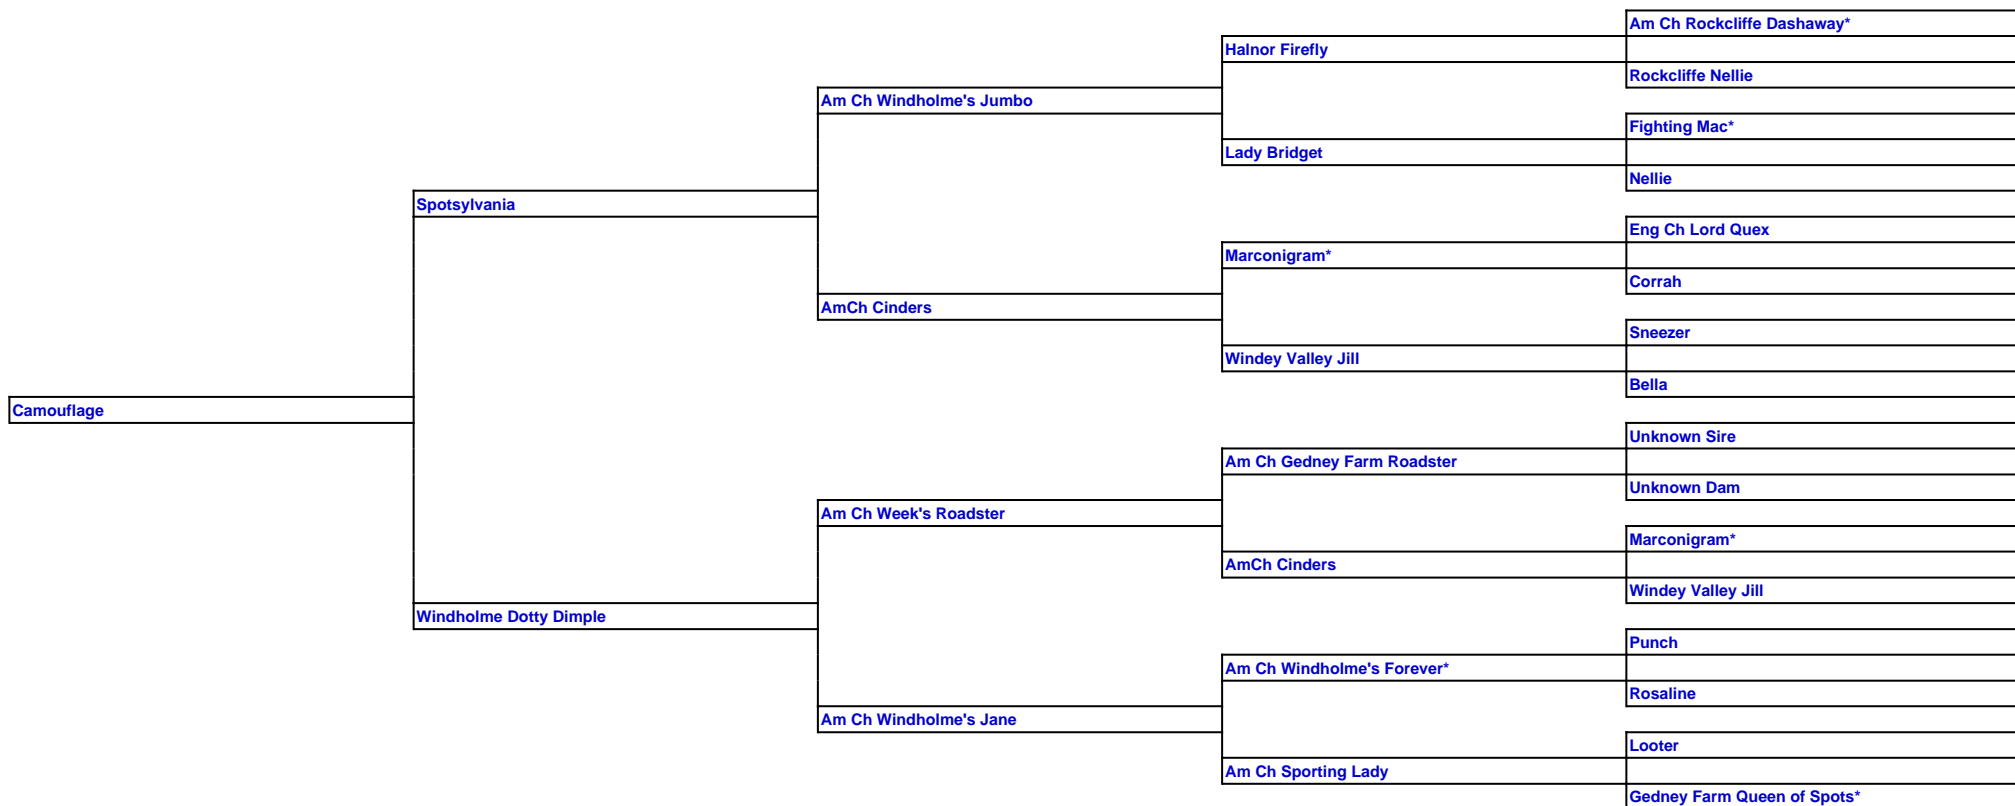 Am Ch Rockcliffe Dashaway*
Halnor Firefly
Rockcliffe Nellie
Am Ch Windholme's Jumbo
Fighting Mac*
Lady Bridget
Nellie
Spotsylvania
Eng Ch Lord Quex
Marconigram*
Corrah
AmCh Cinders
Sneezer
Windey Valley Jill
Bella
Camouflage
Unknown Sire
Am Ch Gedney Farm Roadster
Unknown Dam
Am Ch Week's Roadster
Marconigram*
AmCh Cinders
Windey Valley Jill
Windholme Dotty Dimple
Punch
Am Ch Windholme's Forever*
Rosaline
Am Ch Windholme's Jane
Looter
Am Ch Sporting Lady
Gedney Farm Queen of Spots*